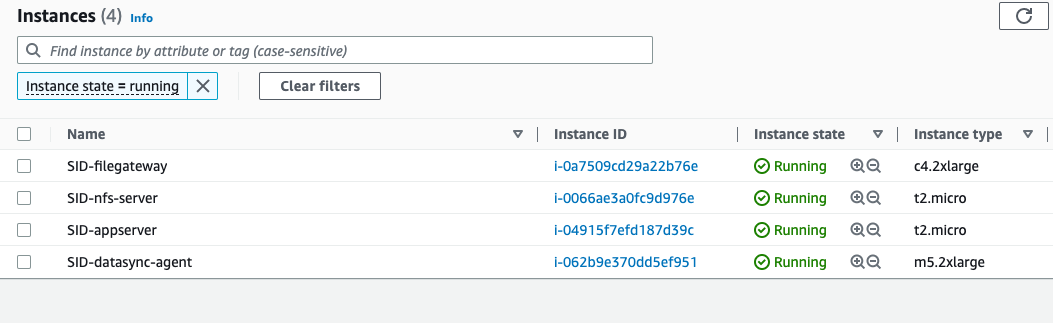 Instances (4) Info
Find instance by attribute or tag (case-sensitive)
Instance state = running Clear filters
Name Instance ID Instance state Instance type
SID-filegateway i-0a7509cd29a22b76e Running c4.2xlarge
SID-nfs-server i-0066ae3a0fc9d976e Running t2.micro
SID-appserver i-04915f7efd187d39c Running t2.micro
SID-datasync-agent i-062b9e370dd5ef951 Running m5.2xlarge